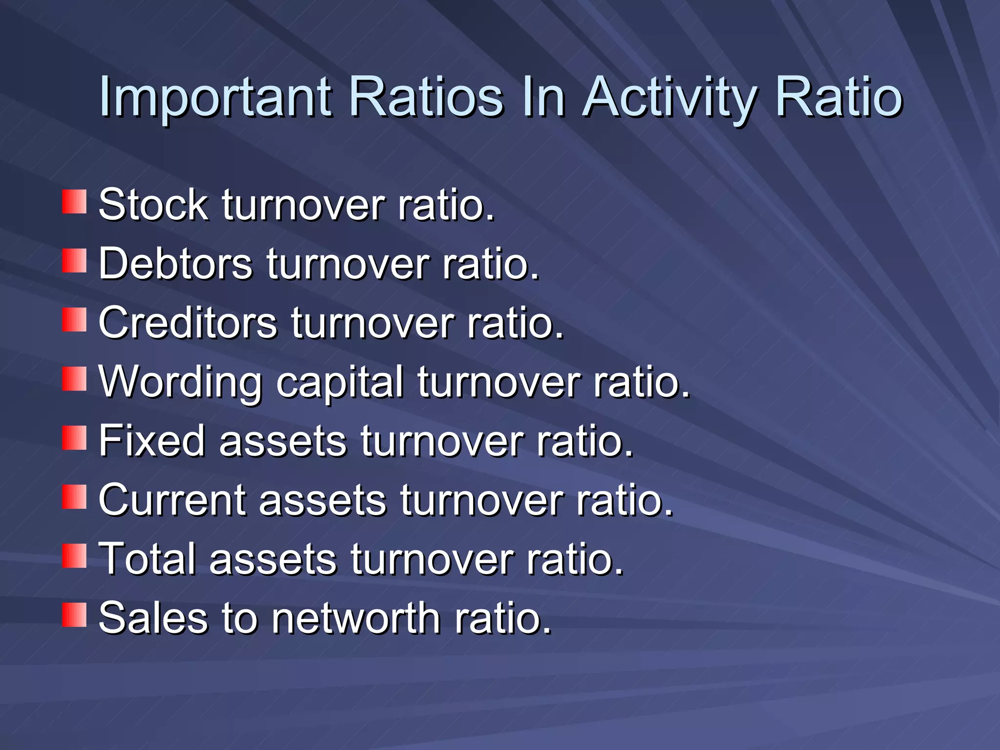 Important Ratios In Activity Ratio
Stock turnover ratio.
Debtors turnover ratio.
Creditors turnover ratio.
Wording capital turnover ratio.
Fixed assets turnover ratio.
Current assets turnover ratio.
Total assets turnover ratio.
Sales to networth ratio.